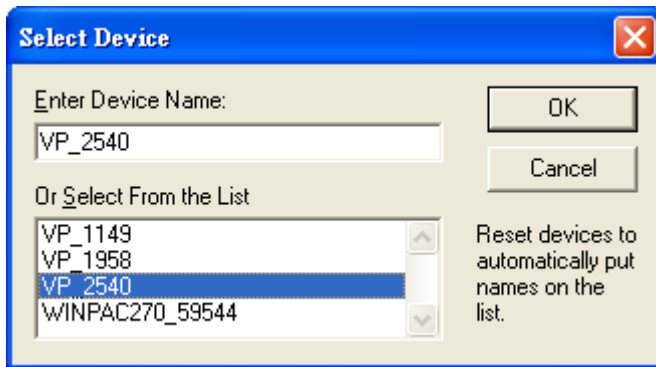 Select Device
Enter Device Name:
VP_2540
OK
Cancel
Or Select From the List
VP_1149
VP_1958
VP_2540
WINPAC270_59544
Reset devices to
automatically put
names on the
list.